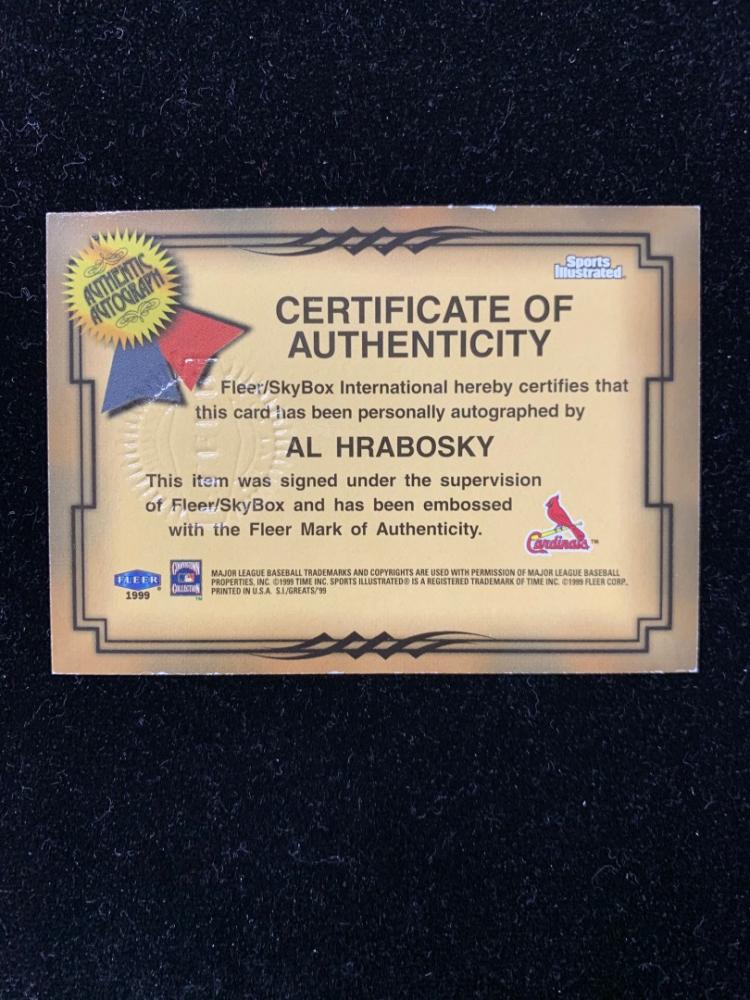 AUTHENTIC
AUTOGRAPH
Sports
Illustrated
CERTIFICATE OF
AUTHENTICITY
Fleer/SkyBox International hereby certifies that
this card has been personally autographed by
AL HRABOSKY
This item was signed under the supervision
of Fleer/SkyBox and has been embossed
with the Fleer Mark of Authenticity.
Cardinals™
FLEER®
1999
COOPERSTOWN
COLLECTION
™
MAJOR LEAGUE BASEBALL TRADEMARKS AND COPYRIGHTS ARE USED WITH PERMISSION OF MAJOR LEAGUE BASEBALL
PROPERTIES, INC. ©1999 TIME INC. SPORTS ILLUSTRATED® IS A REGISTERED TRADEMARK OF TIME INC. ©1999 FLEER CORP.,
PRINTED IN U.S.A. S.I./GREATS/'99